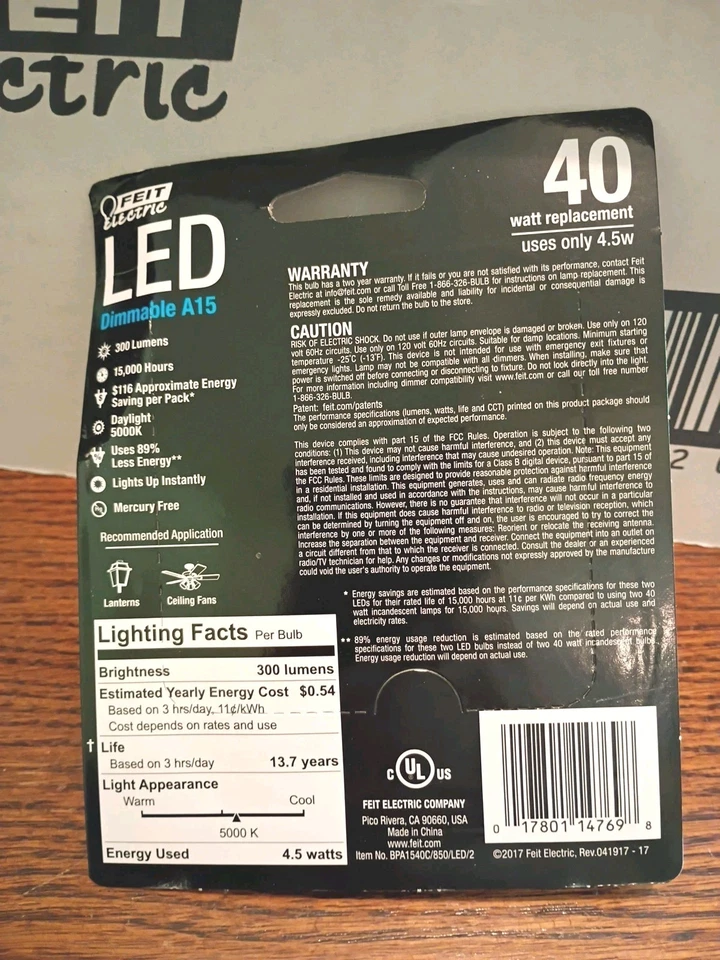 FEIT
ctric
FEIT
electric
LED
Dimmable A15
300 Lumens
15,000 Hours
$116 Approximate Energy
Saving per Pack*
Daylight
5000K
Uses 89%
Less Energy**
Lights Up Instantly
Mercury Free
Recommended Application
Lanterns
Ceiling Fans
40
watt replacement
uses only 4.5w
WARRANTY
This bulb has a two year warranty. If it fails or you are not satisfied with its performance, contact Feit
Electric at info@feit.com or call Toll Free 1-866-326-BULB for instructions on lamp replacement. This
replacement is the sole remedy available and liability for incidental or consequential damage is
expressly excluded. Do not return the bulb to the store.
CAUTION
RISK OF ELECTRIC SHOCK. Do not use if outer lamp envelope is damaged or broken. Use only on 120
volt 60Hz circuits. Use only on 120 volt 60Hz circuits. Suitable for damp locations. Minimum starting
temperature -25°C (-13°F). This device is not intended for use with emergency exit fixtures or
emergency lights. Lamp may not be compatible with all dimmers. When installing, make sure that
power is switched off before connecting or disconnecting to fixture. Do not look directly into the light.
For more information including dimmer compatibility visit www.feit.com or call our toll free number
1-866-326-BULB.
Patent: feit.com/patents
The performance specifications (lumens, watts, life and CCT) printed on this product package should
only be considered an approximation of expected performance.
This device complies with part 15 of the FCC Rules. Operation is subject to the following two
conditions: (1) This device may not cause harmful interference, and (2) this device must accept any
interference received, including interference that may cause undesired operation. Note: This equipment
has been tested and found to comply with the limits for a Class B digital device, pursuant to part 15 of
the FCC Rules. These limits are designed to provide reasonable protection against harmful interference
in a residential installation. This equipment generates, uses and can radiate radio frequency energy
and, if not installed and used in accordance with the instructions, may cause harmful interference to
radio communications. However, there is no guarantee that interference will not occur in a particular
installation. If this equipment does cause harmful interference to radio or television reception, which
can be determined by turning the equipment off and on, the user is encouraged to try to correct the
interference by one or more of the following measures: Reorient or relocate the receiving antenna.
Increase the separation between the equipment and receiver. Connect the equipment into an outlet on
a circuit different from that to which the receiver is connected. Consult the dealer or an experienced
radio/TV technician for help. Any changes or modifications not expressly approved by the manufacture
could void the user's authority to operate the equipment.
* Energy savings are estimated based on the performance specifications for these two
LEDs for their rated life of 15,000 hours at 11c per KWh compared to using two 40
watt incandescent lamps for 15,000 hours. Savings will depend on actual use and
electricity rates.
** 89% energy usage reduction is estimated based on the rated performance
specifications for these two LED bulbs instead of two 40 watt incandescent bulbs.
Energy usage reduction will depend on actual use.
Lighting Facts Per Bulb
Brightness 300 lumens
Estimated Yearly Energy Cost $0.54
Based on 3 hrs/day, 11¢/kWh
Cost depends on rates and use
† Life
Based on 3 hrs/day 13.7 years
Light Appearance
Warm Cool
5000 K
Energy Used 4.5 watts
C UL US
FEIT ELECTRIC COMPANY
Pico Rivera, CA 90660, USA
Made in China
www.feit.com
Item No. BPA1540C/850/LED/2
0 17801 14769 8
©2017 Feit Electric, Rev.041917 - 17
2